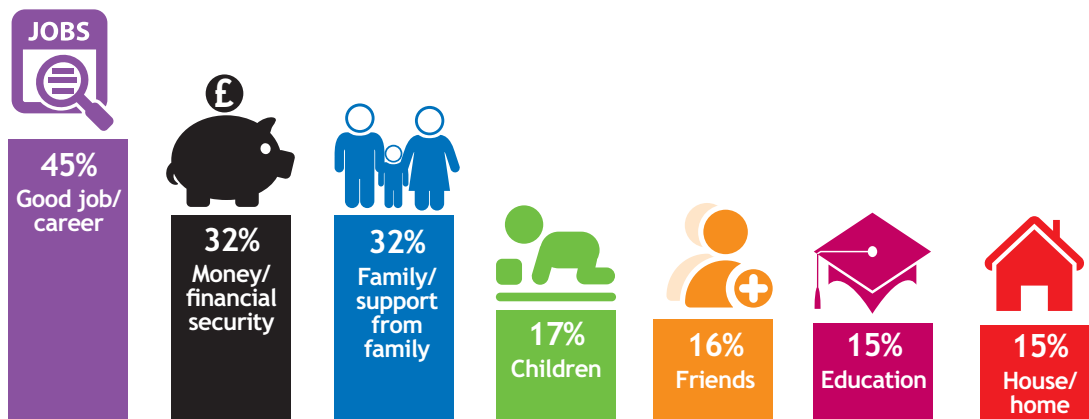 JOBS
45%
Good job/
career
£
32%
Money/
financial
security
32%
Family/
support
from
family
17%
Children
16%
Friends
15%
Education
15%
House/
home